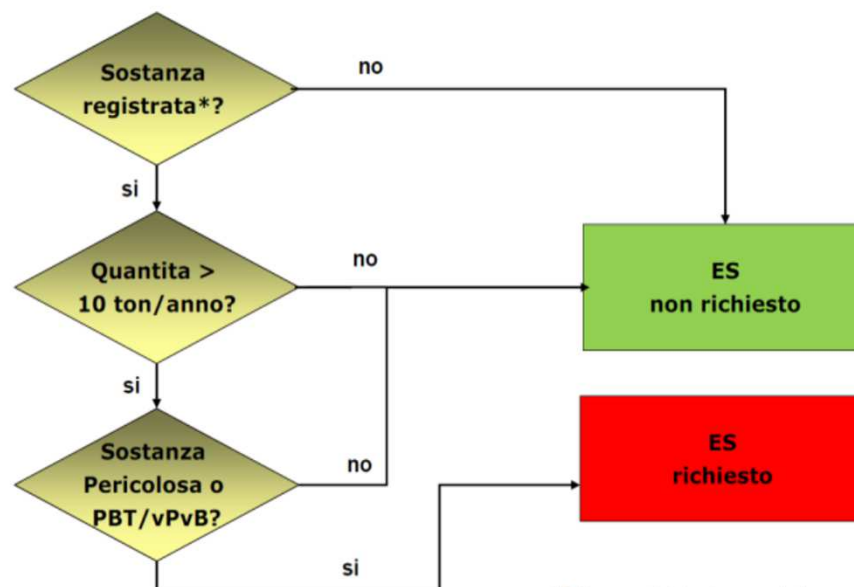 Sostanza
registrata*?
no
si
Quantita >
10 ton/anno?
no
ES
non richiesto
si
Sostanza
Pericolosa o
PBT/vPvB?
no
ES
richiesto
si